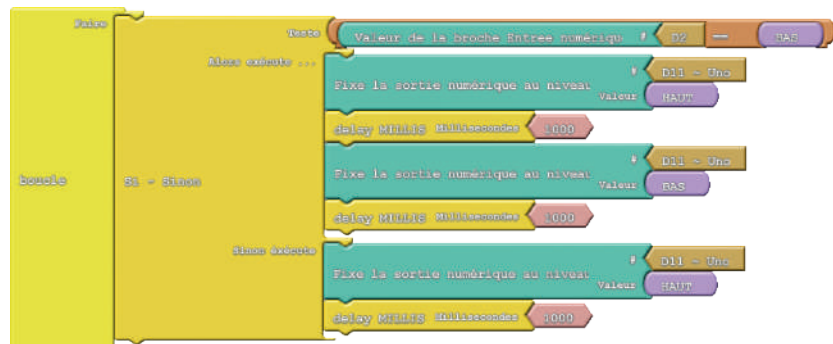 Faire
Teste Valeur de la broche Entree numériqu # D2 == BAS
Alors exécute ...
# D11 ~ Uno
Fixe la sortie numérique au niveau
Valeur HAUT
delay MILLIS Millisecondes 1000
# D11 ~ Uno
boucle Si - Sinon Fixe la sortie numérique au niveau
Valeur BAS
delay MILLIS Millisecondes 1000
Sinon exécute
# D11 ~ Uno
Fixe la sortie numérique au niveau
Valeur HAUT
delay MILLIS Millisecondes 1000